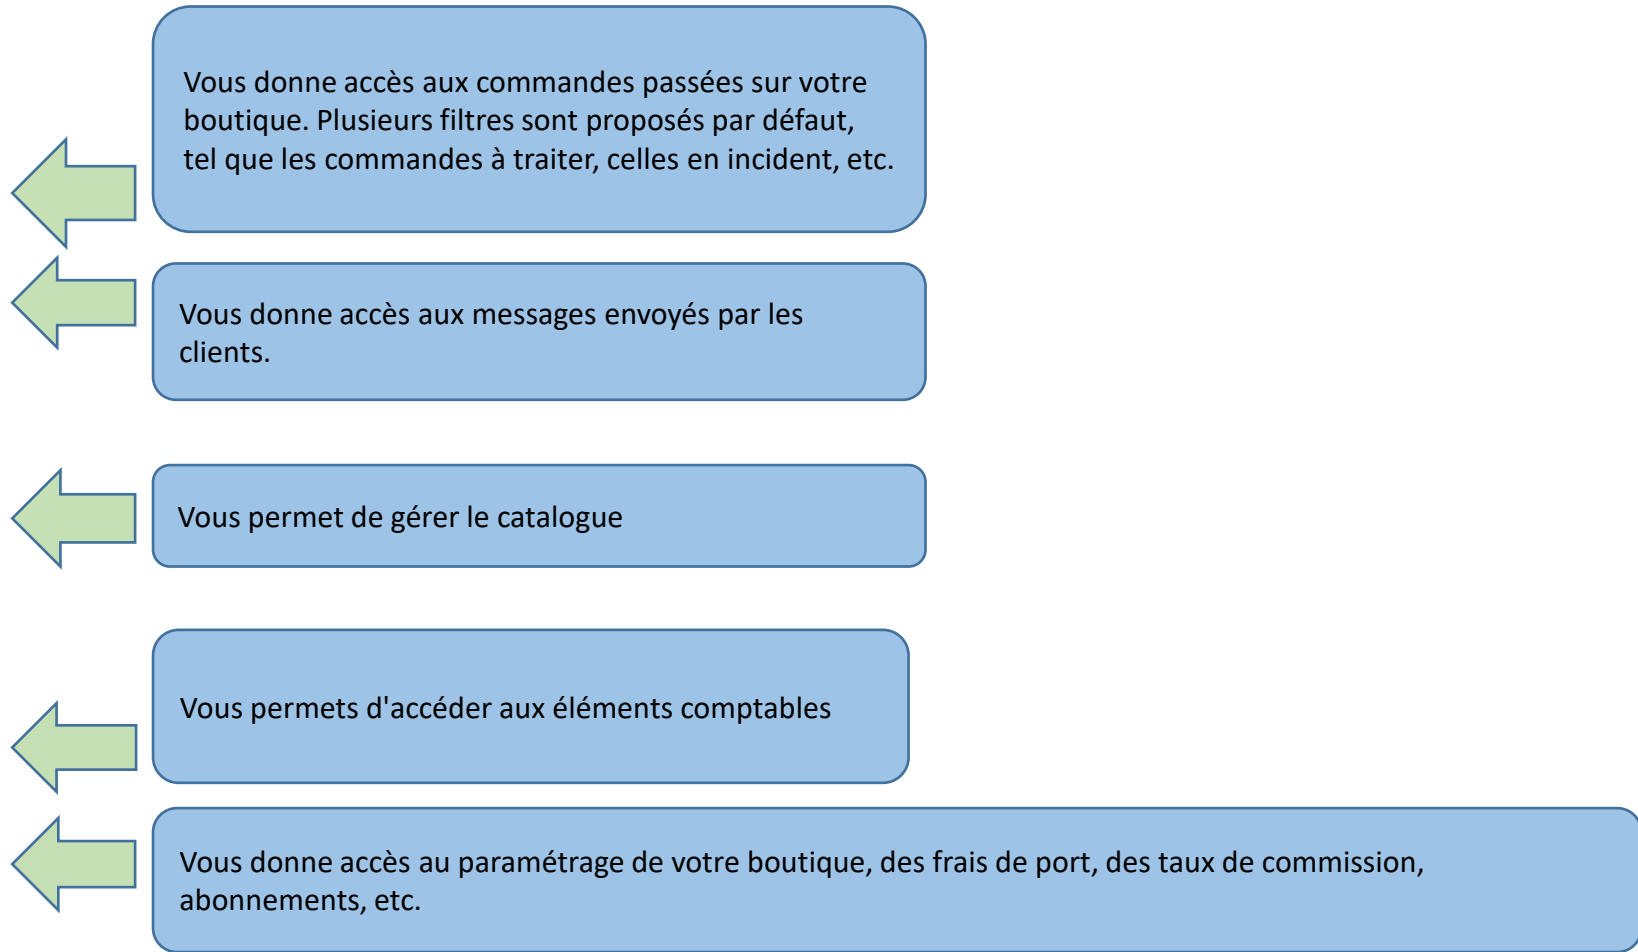 Vous donne accès aux commandes passées sur votre
boutique. Plusieurs filtres sont proposés par défaut,
tel que les commandes à traiter, celles en incident, etc.
Vous donne accès aux messages envoyés par les
clients.
Vous permet de gérer le catalogue
Vous permets d'accéder aux éléments comptables
Vous donne accès au paramétrage de votre boutique, des frais de port, des taux de commission,
abonnements, etc.